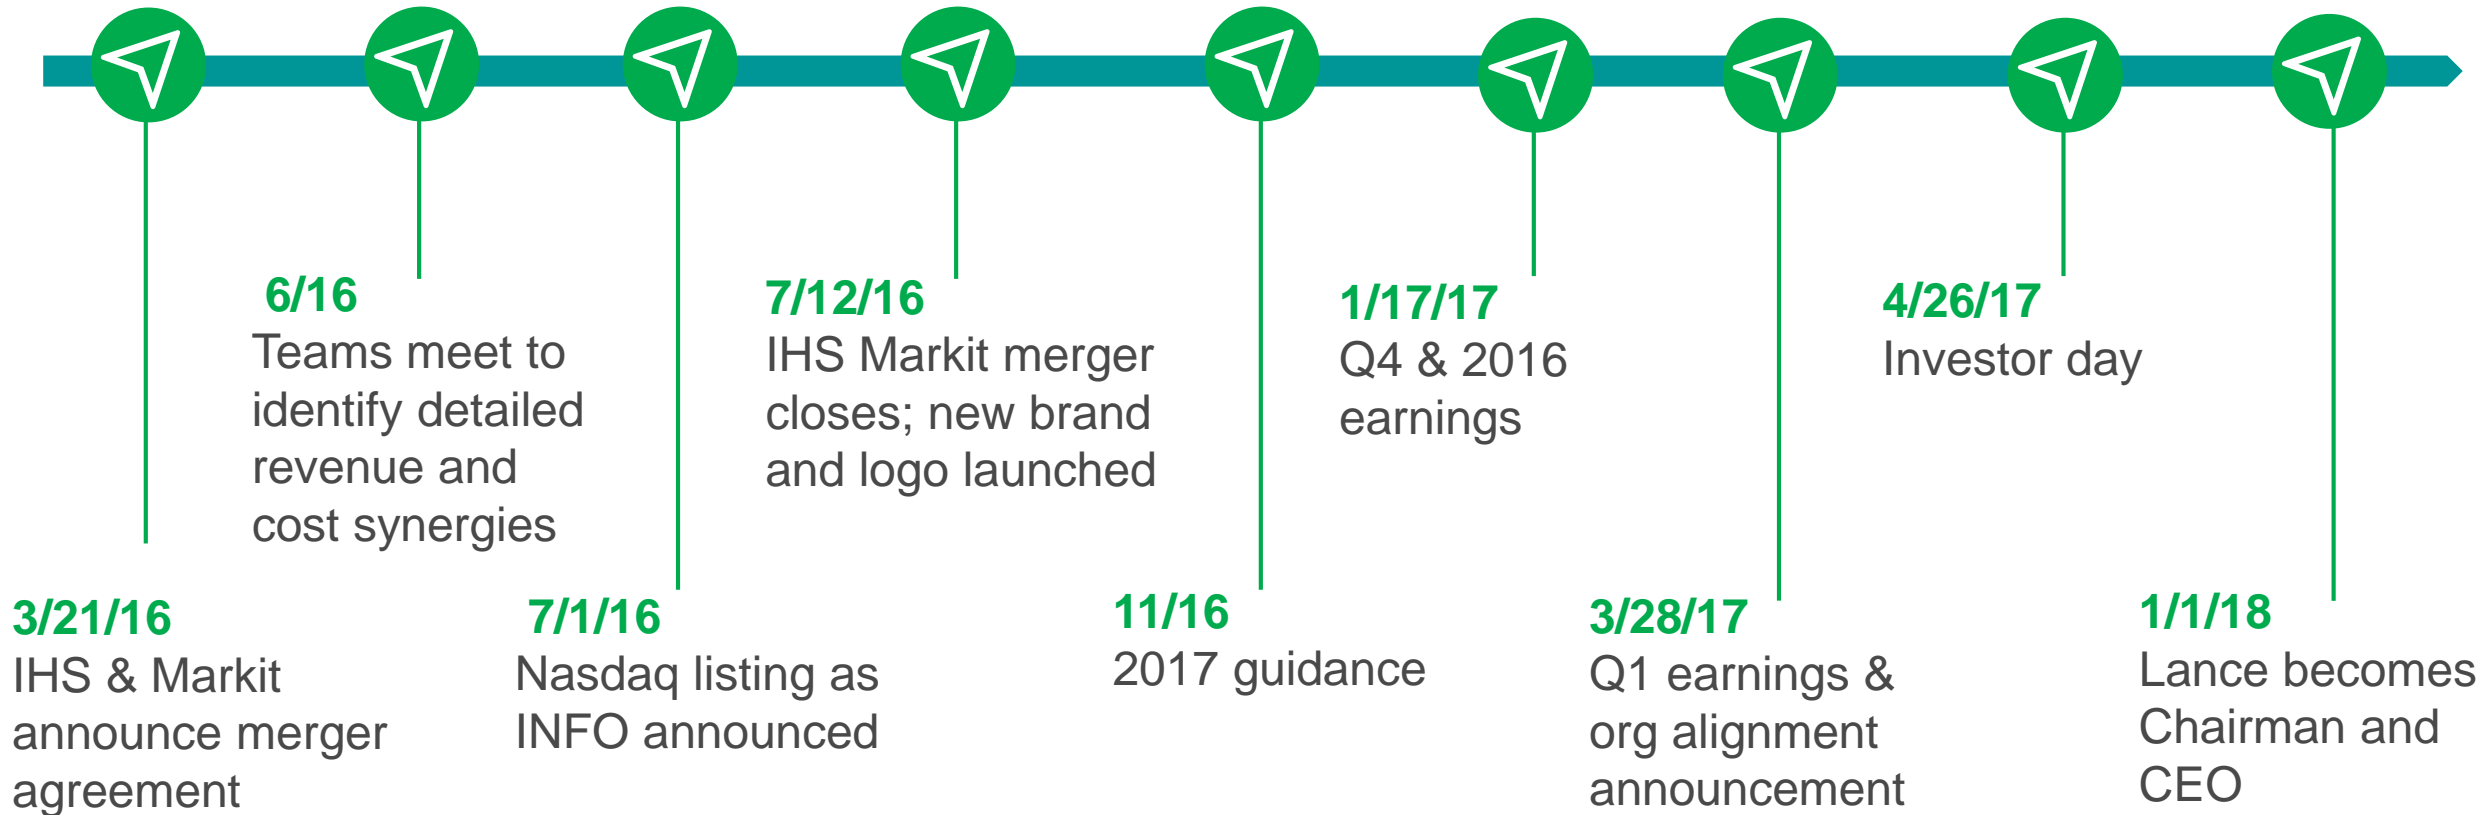 3/21/16
IHS & Markit
announce merger
agreement
6/16
Teams meet to
identify detailed
revenue and
cost synergies
7/1/16
Nasdaq listing as
INFO announced
7/12/16
IHS Markit merger
closes; new brand
and logo launched
11/16
2017 guidance
1/17/17
Q4 & 2016
earnings
3/28/17
Q1 earnings &
org alignment
announcement
4/26/17
Investor day
1/1/18
Lance becomes
Chairman and
CEO